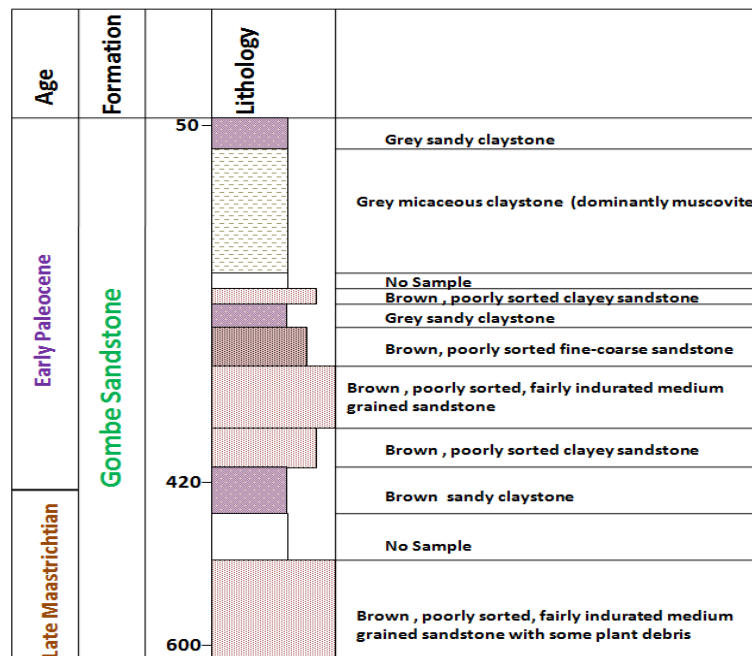 Age
Formation
Lithology
Early Paleocene
Late Maastrichtian
Gombe Sandstone
50
420
600
Grey sandy claystone
Grey micaceous claystone (dominantly muscovite
No Sample
Brown , poorly sorted clayey sandstone
Grey sandy claystone
Brown, poorly sorted fine-coarse sandstone
Brown , poorly sorted, fairly indurated medium
grained sandstone
Brown , poorly sorted clayey sandstone
Brown sandy claystone
No Sample
Brown , poorly sorted, fairly indurated medium
grained sandstone with some plant debris